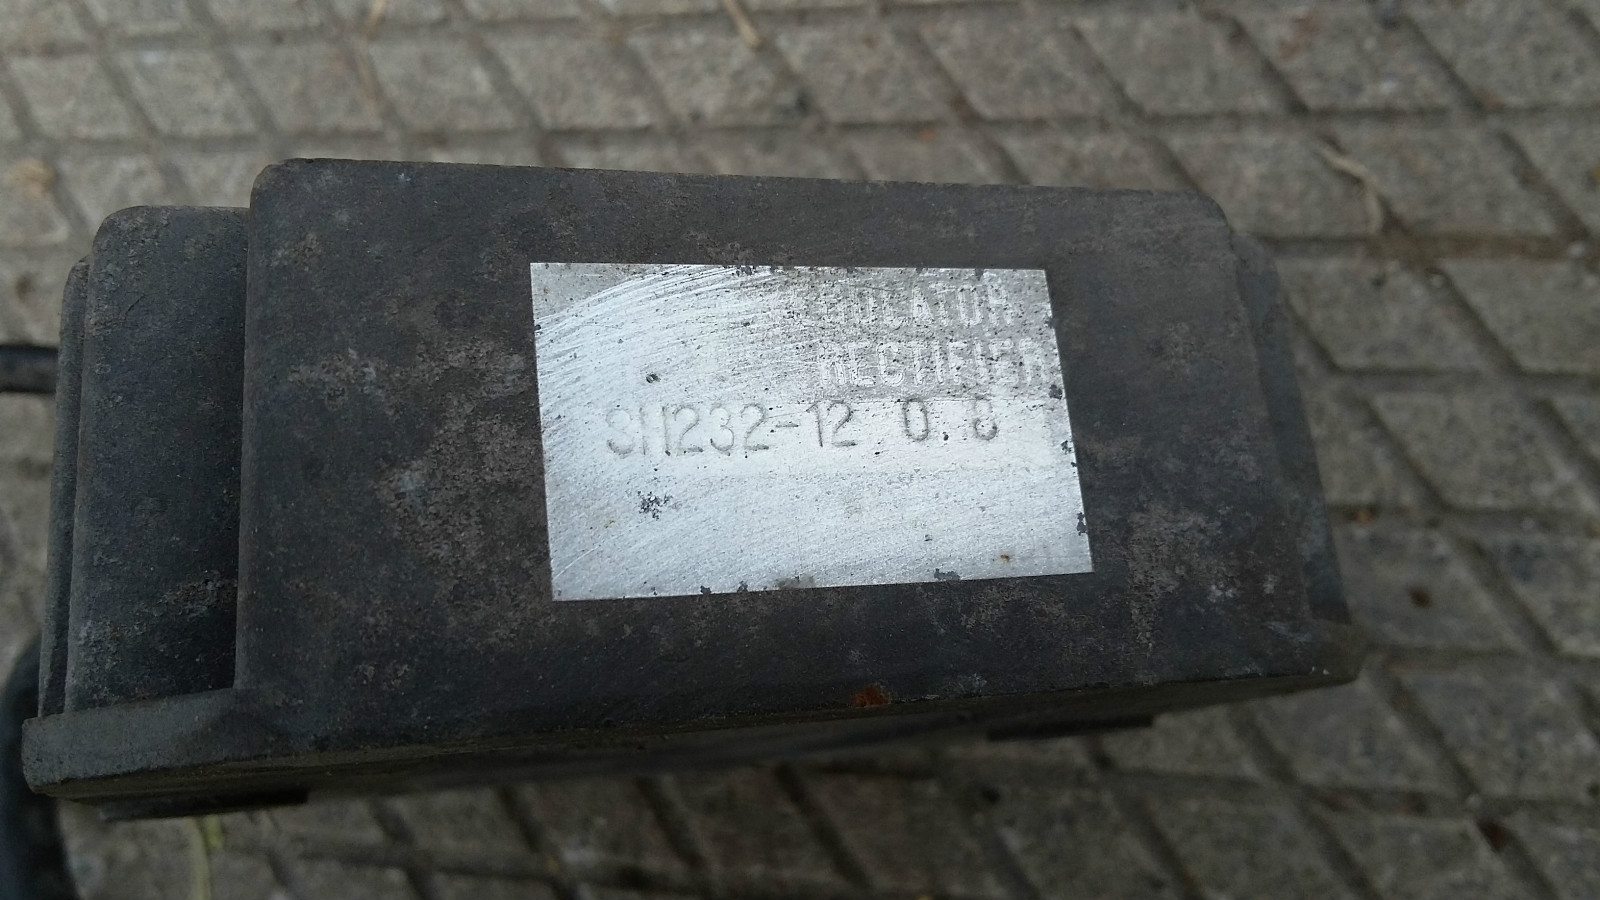 REGULATOR
RECTIFIER
SH232-12 0.8